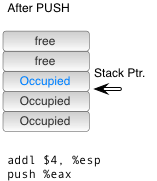 After PUSH
free
free
Occupied
Stack Ptr.
Occupied
Occupied
addl $4, %esp
push %eax